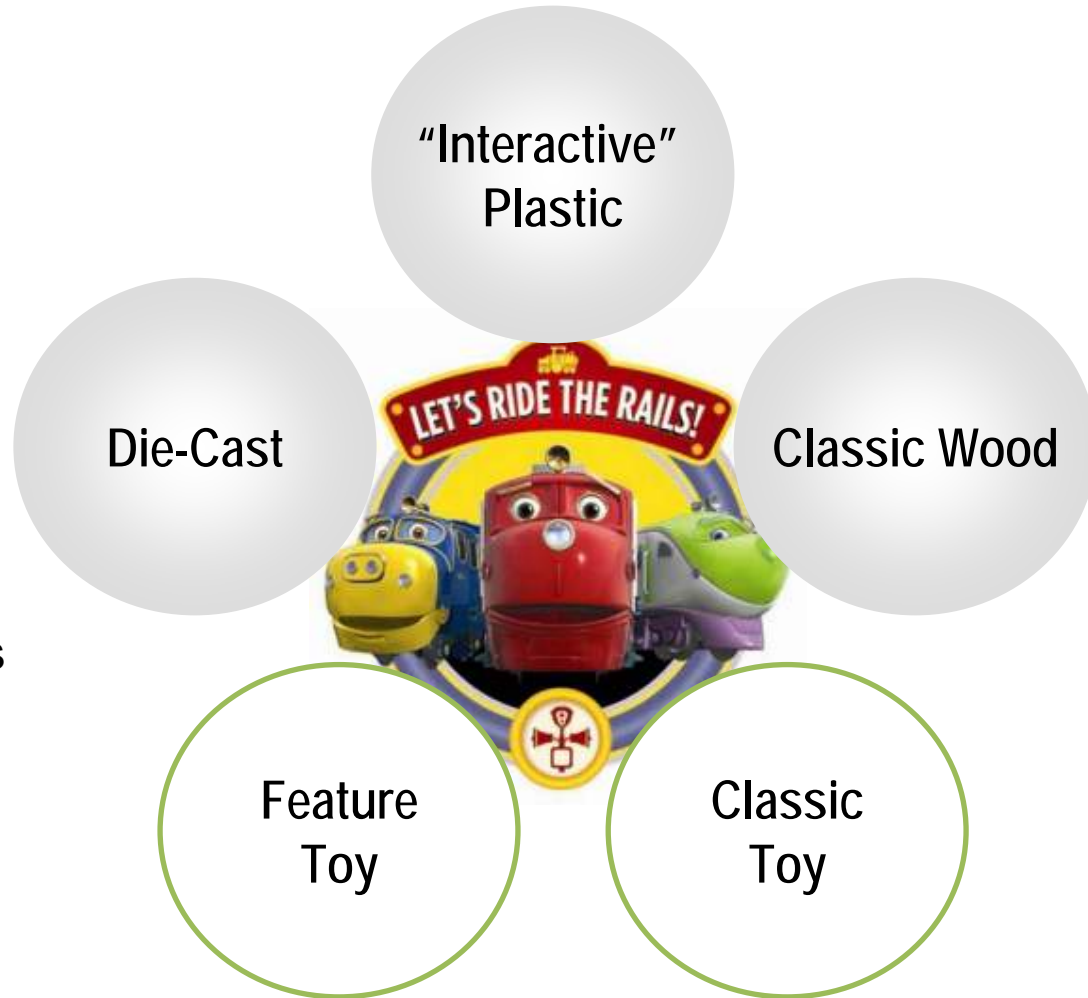 “Interactive”
Plastic
LET'S RIDE THE RAILS!
Die-Cast
Classic Wood
s
Feature
Toy
Classic
Toy